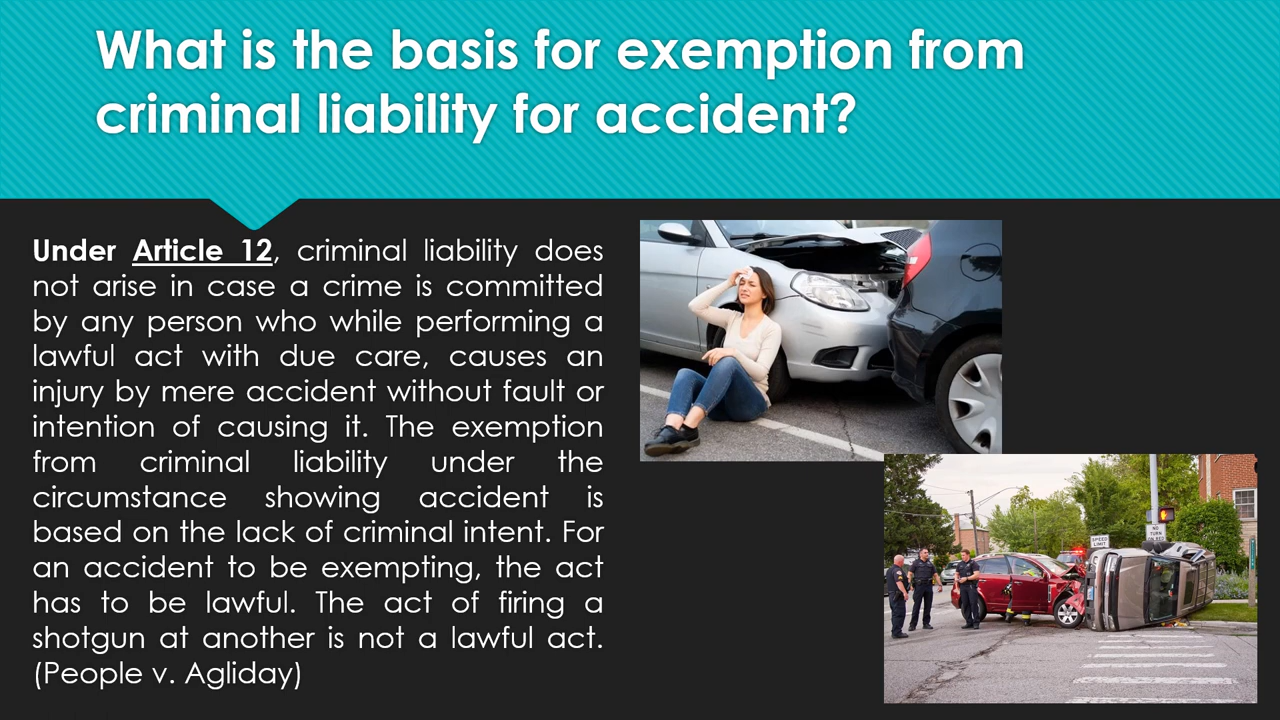 What is the basis for exemption from
criminal liability for accident?
Under Article 12, criminal liability does
not arise in case a crime is committed
by any person who while performing a
lawful act with due care, causes an
injury by mere accident without fault or
intention of causing it. The exemption
from criminal liability under the
circumstance showing accident is
based on the lack of criminal intent. For
an accident to be exempting, the act
has to be lawful. The act of firing a
shotgun at another is not a lawful act.
(People v. Agliday)
SPEED
LIMIT
NO
TURN
ON RED